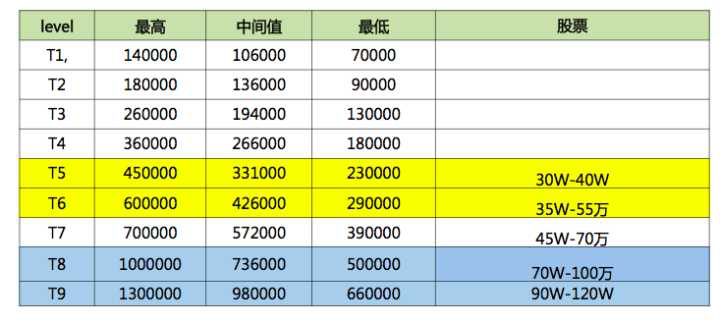 level 最高 中间值 最低 股票
T1, 140000 106000 70000
T2 180000 136000 90000
T3 260000 194000 130000
T4 360000 266000 180000
T5 450000 331000 230000 30W-40W
T6 600000 426000 290000 35W-55万
T7 700000 572000 390000 45W-70万
T8 1000000 736000 500000 70W-100万
T9 1300000 980000 660000 90W-120W